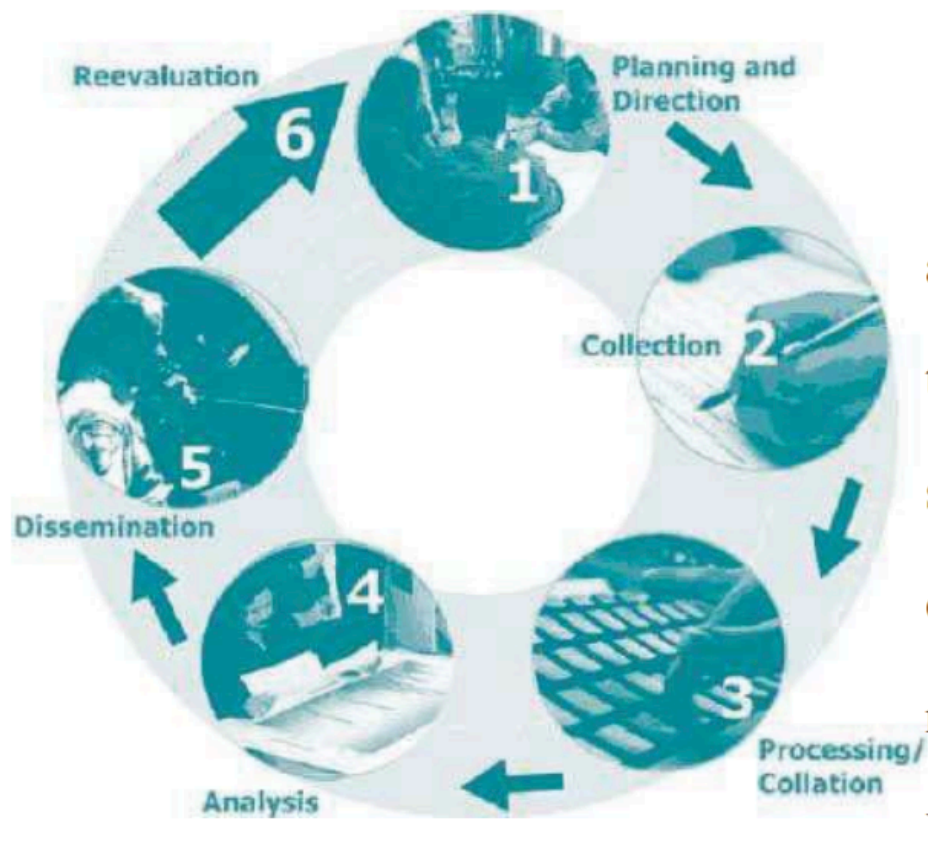 Reevaluation
6
1
Planning and
Direction
Collection
2
5
Dissemination
4
3
Processing/
Collation
Analysis